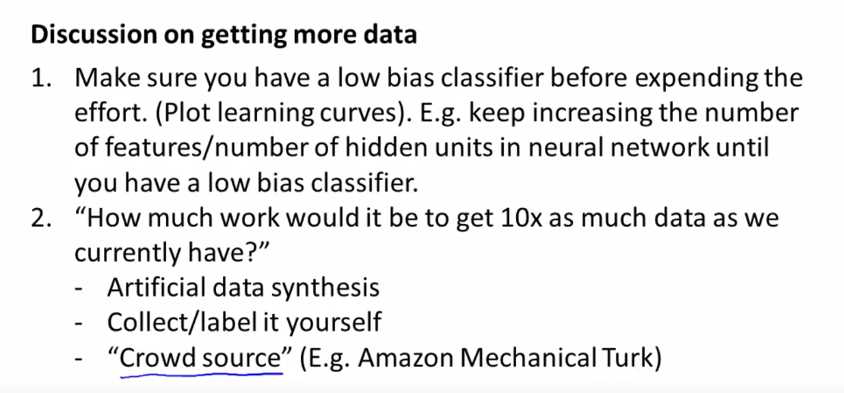 Discussion on getting more data
1. Make sure you have a low bias classifier before expending the
effort. (Plot learning curves). E.g. keep increasing the number
of features/number of hidden units in neural network until
you have a low bias classifier.
2. “How much work would it be to get 10x as much data as we
currently have?”
- Artificial data synthesis
- Collect/label it yourself
- “Crowd source” (E.g. Amazon Mechanical Turk)